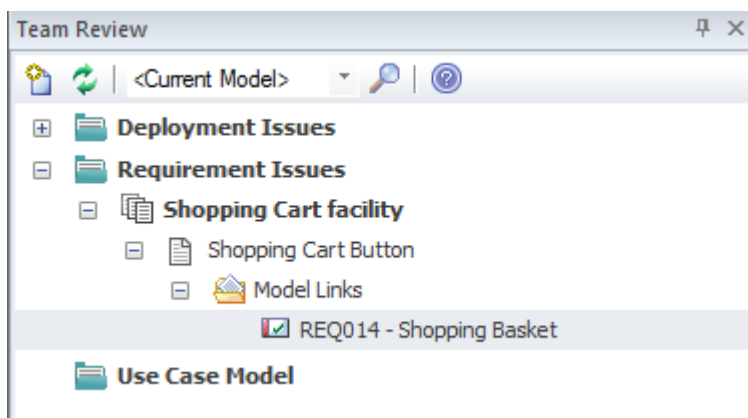 Team Review
<Current Model>
Deployment Issues
Requirement Issues
Shopping Cart facility
Shopping Cart Button
Model Links
REQ014 - Shopping Basket
Use Case Model